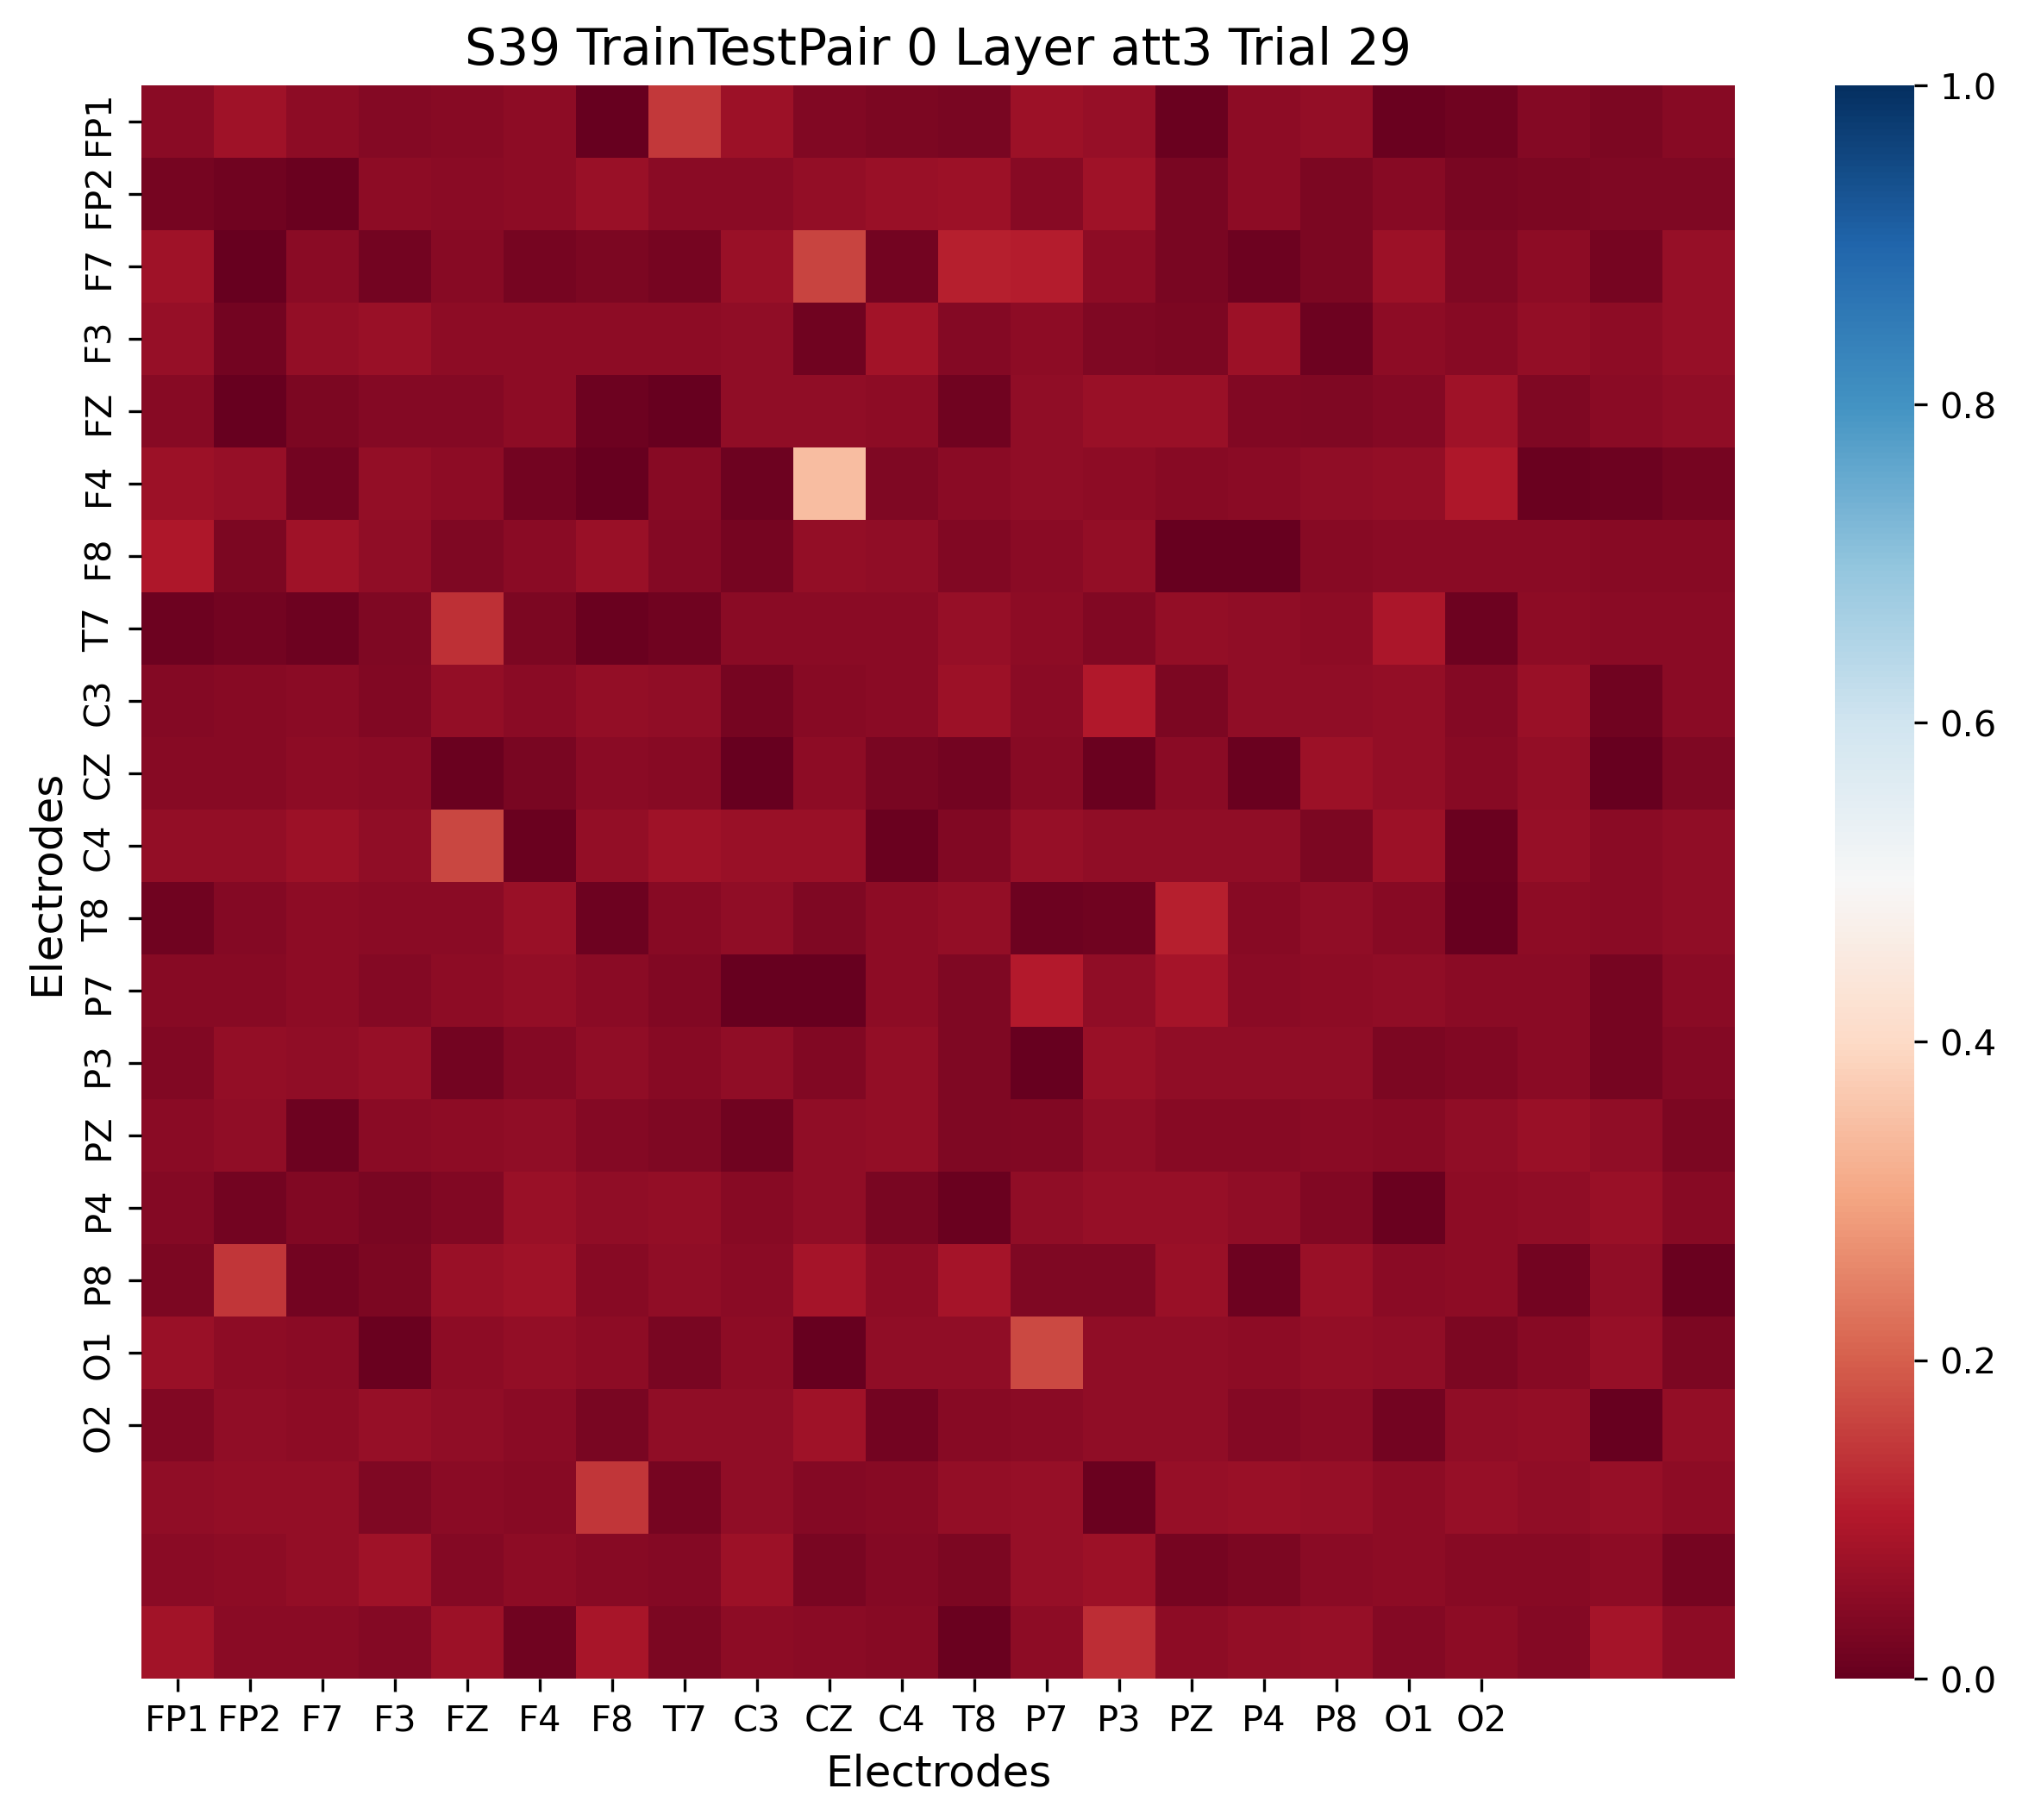 S39 TrainTestPair 0 Layer att3 Trial 29
Electrodes
FP1
FP2
F7
F3
FZ
F4
F8
T7
C3
CZ
C4
T8
P7
P3
PZ
P4
P8
O1
O2
FP1 FP2 F7 F3 FZ F4 F8 T7 C3 CZ C4 T8 P7 P3 PZ P4 P8 O1 O2
Electrodes
1.0
0.8
0.6
0.4
0.2
0.0